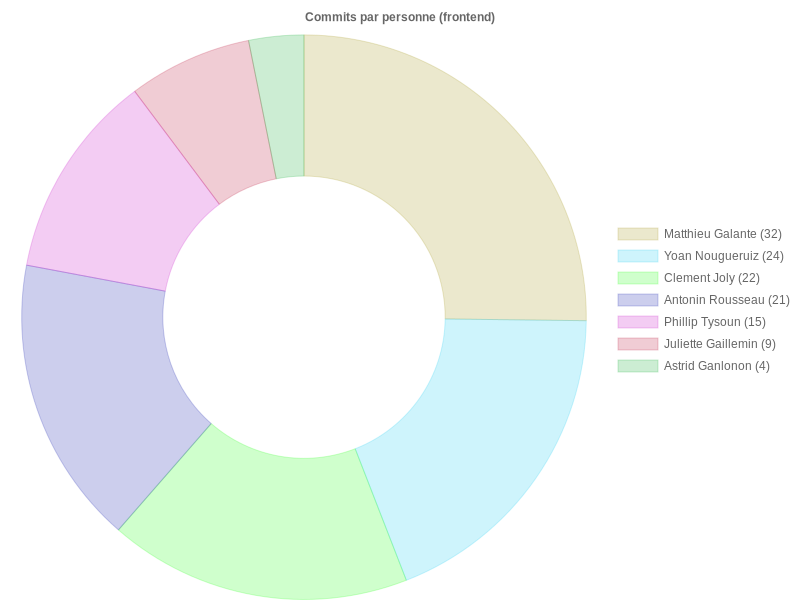 Commits par personne (frontend)
Matthieu Galante (32)
Yoan Nougueruiz (24)
Clement Joly (22)
Antonin Rousseau (21)
Phillip Tysoun (15)
Juliette Gaillemin (9)
Astrid Ganlonon (4)